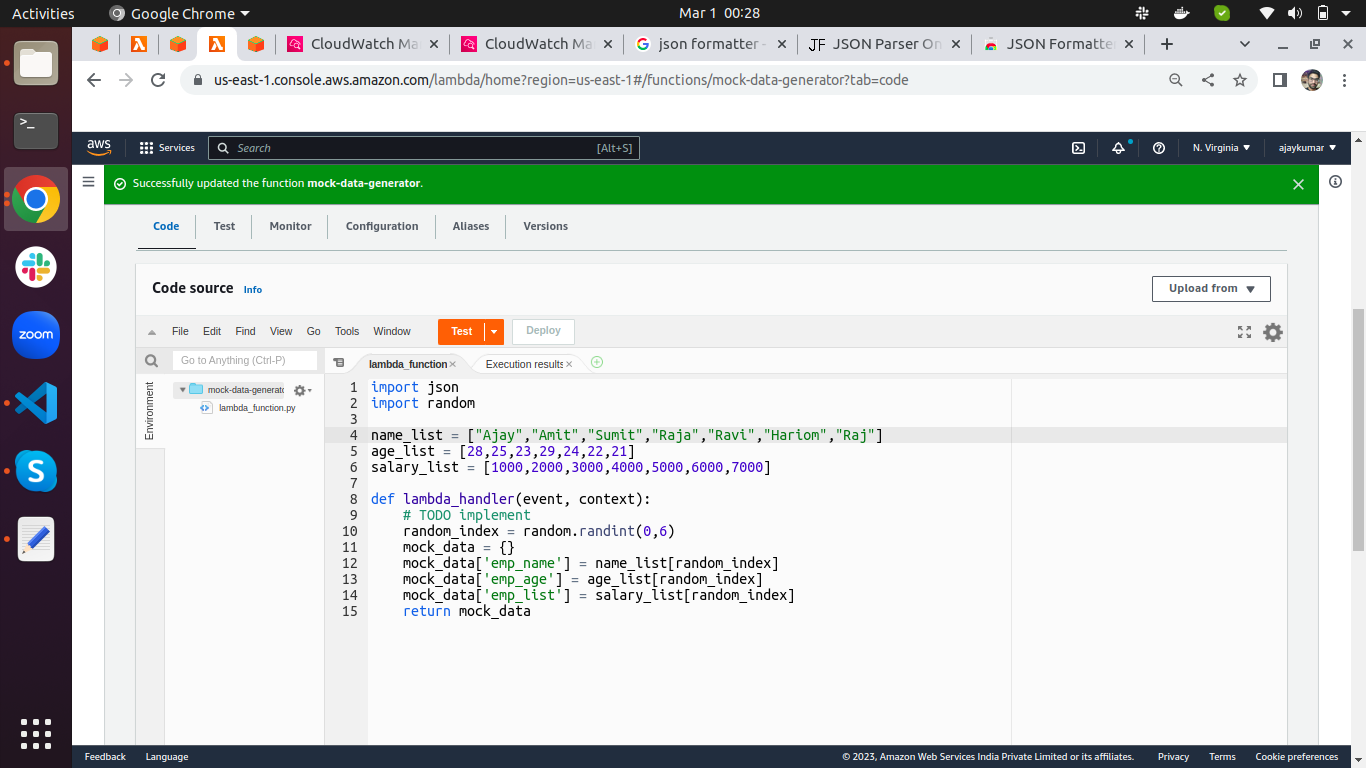 Activities
Google Chrome
Mar 1 00:28
CloudWatch Ma
CloudWatch Ma
json formatter -
JSON Parser On
JSON Formatte
us-east-1.console.aws.amazon.com/lambda/home?region=us-east-1#/functions/mock-data-generator?tab=code
aws
Services
Search
[Alt+S]
N. Virginia
ajaykumar
Successfully updated the function mock-data-generator.
Code
Test
Monitor
Configuration
Aliases
Versions
Code source
Info
Upload from
File
Edit
Find
View
Go
Tools
Window
Test
Deploy
Go to Anything (Ctrl-P)
lambda_function
Execution results
Environment
mock-data-generato
lambda_function.py
1 import json
2 import random
3
4 name_list = ["Ajay","Amit","Sumit","Raja","Ravi","Hariom","Raj"]
5 age_list = [28,25,23,29,24,22,21]
6 salary_list = [1000,2000,3000,4000,5000,6000,7000]
7
8 def lambda_handler(event, context):
9 # TODO implement
10 random_index = random.randint(0,6)
11 mock_data = {}
12 mock_data['emp_name'] = name_list[random_index]
13 mock_data['emp_age'] = age_list[random_index]
14 mock_data['emp_list'] = salary_list[random_index]
15 return mock_data
zoom
Feedback
Language
© 2023, Amazon Web Services India Private Limited or its affiliates.
Privacy
Terms
Cookie preferences